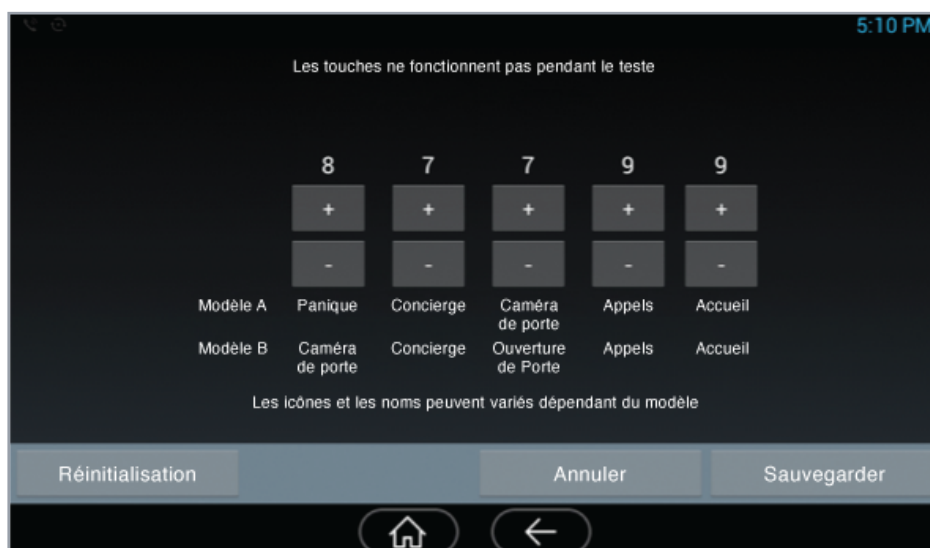 5:10 PM
Les touches ne fonctionnent pas pendant le teste
8 7 7 9 9
+ + + + +
- - - - -
Modèle A Panique Concierge Caméra de porte Appels Accueil
Modèle B Caméra de porte Concierge Ouverture de Porte Appels Accueil
Les icônes et les noms peuvent variés dépendant du modèle
Réinitialisation Annuler Sauvegarder